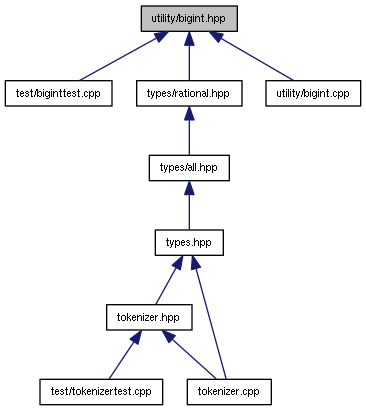 utility/bigint.hpp
test/biginttest.cpp
types/rational.hpp
utility/bigint.cpp
types/all.hpp
types.hpp
tokenizer.hpp
test/tokenizertest.cpp
tokenizer.cpp